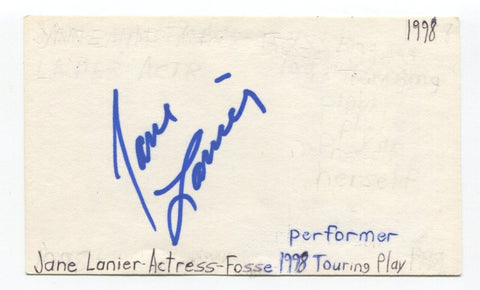 1998
Jane
Lanier
performer
Jane Lanier-Actress-Fosse 1998 Touring Play